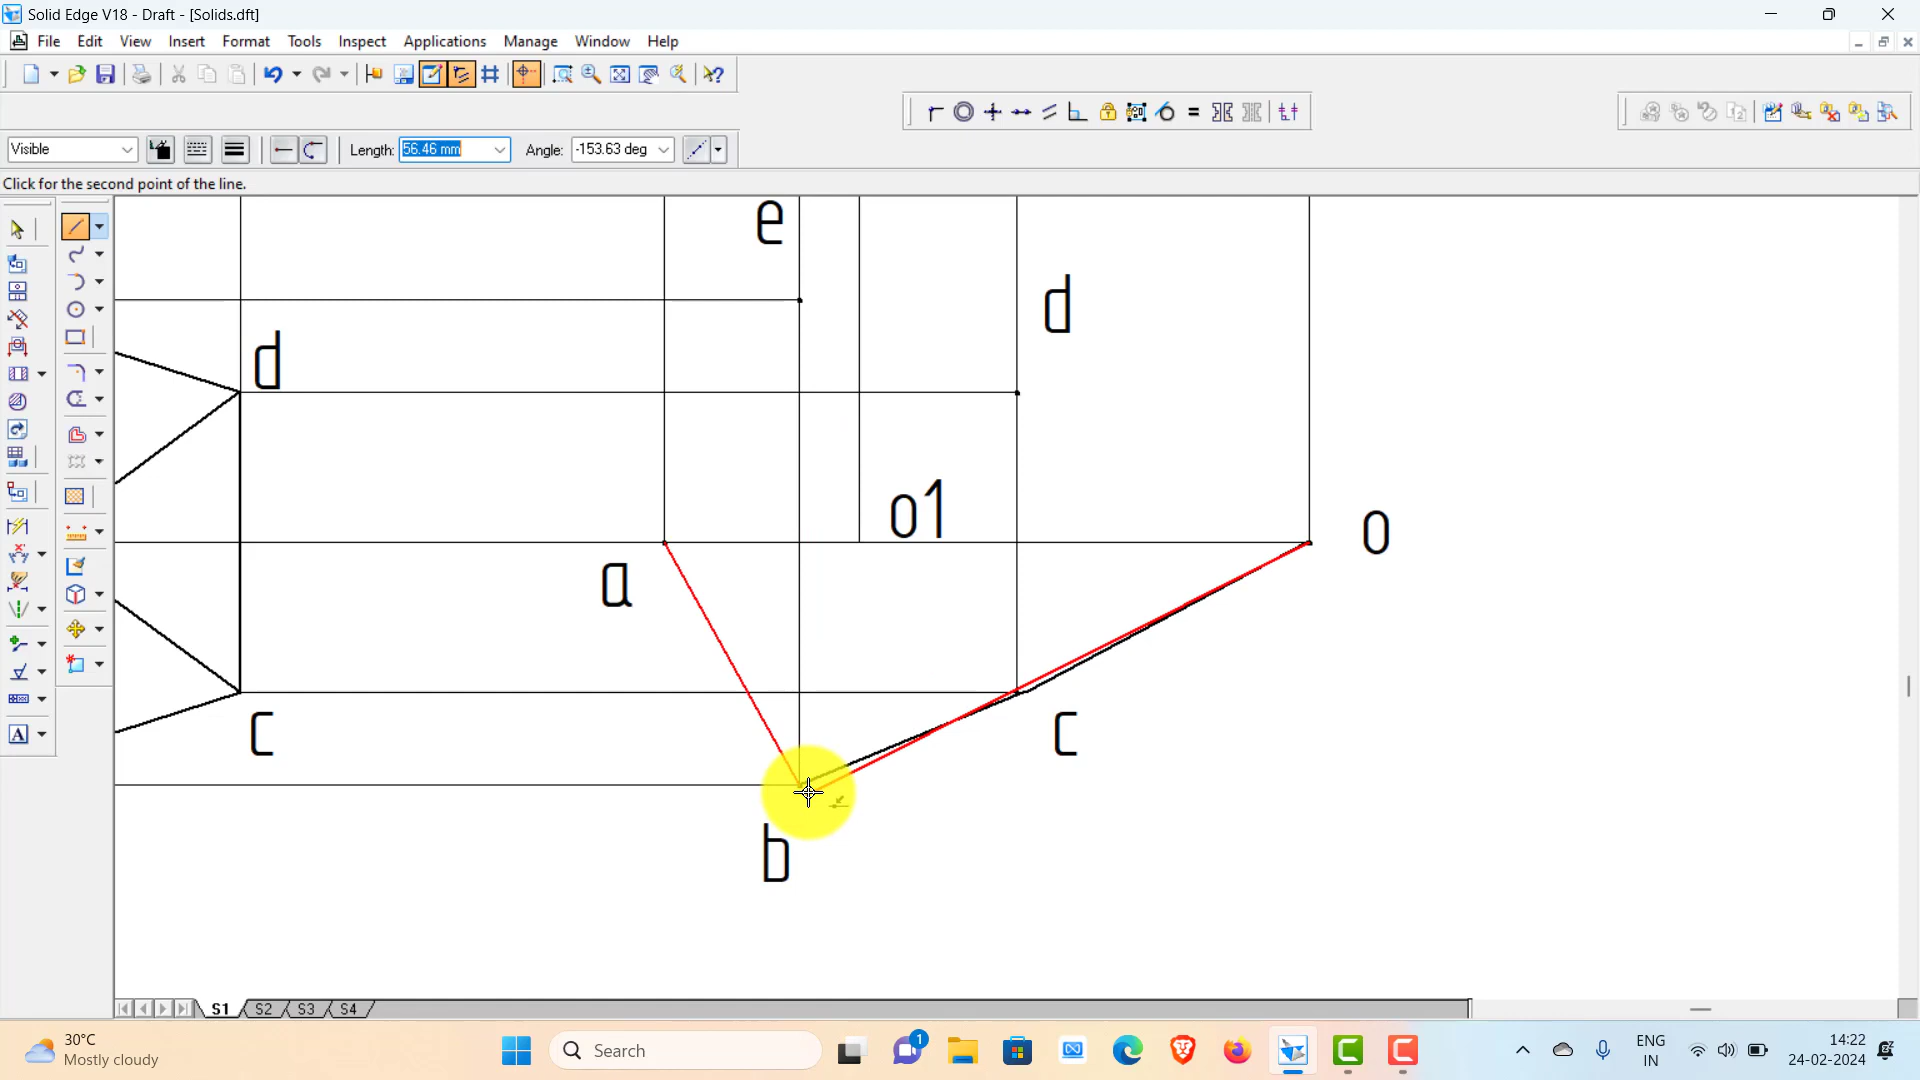 Solid Edge V18 - Draft - [Solids.dft]
File Edit View Insert Format Tools Inspect Applications Manage Window Help
Visible Length: 56.46 mm Angle: -153.63 deg
Click for the second point of the line.
e
d
d
o1
o
a
c
c
b
A
S1 S2 S3 S4
30°C
Mostly cloudy
Search
1
ENG
IN
14:22
24-02-2024